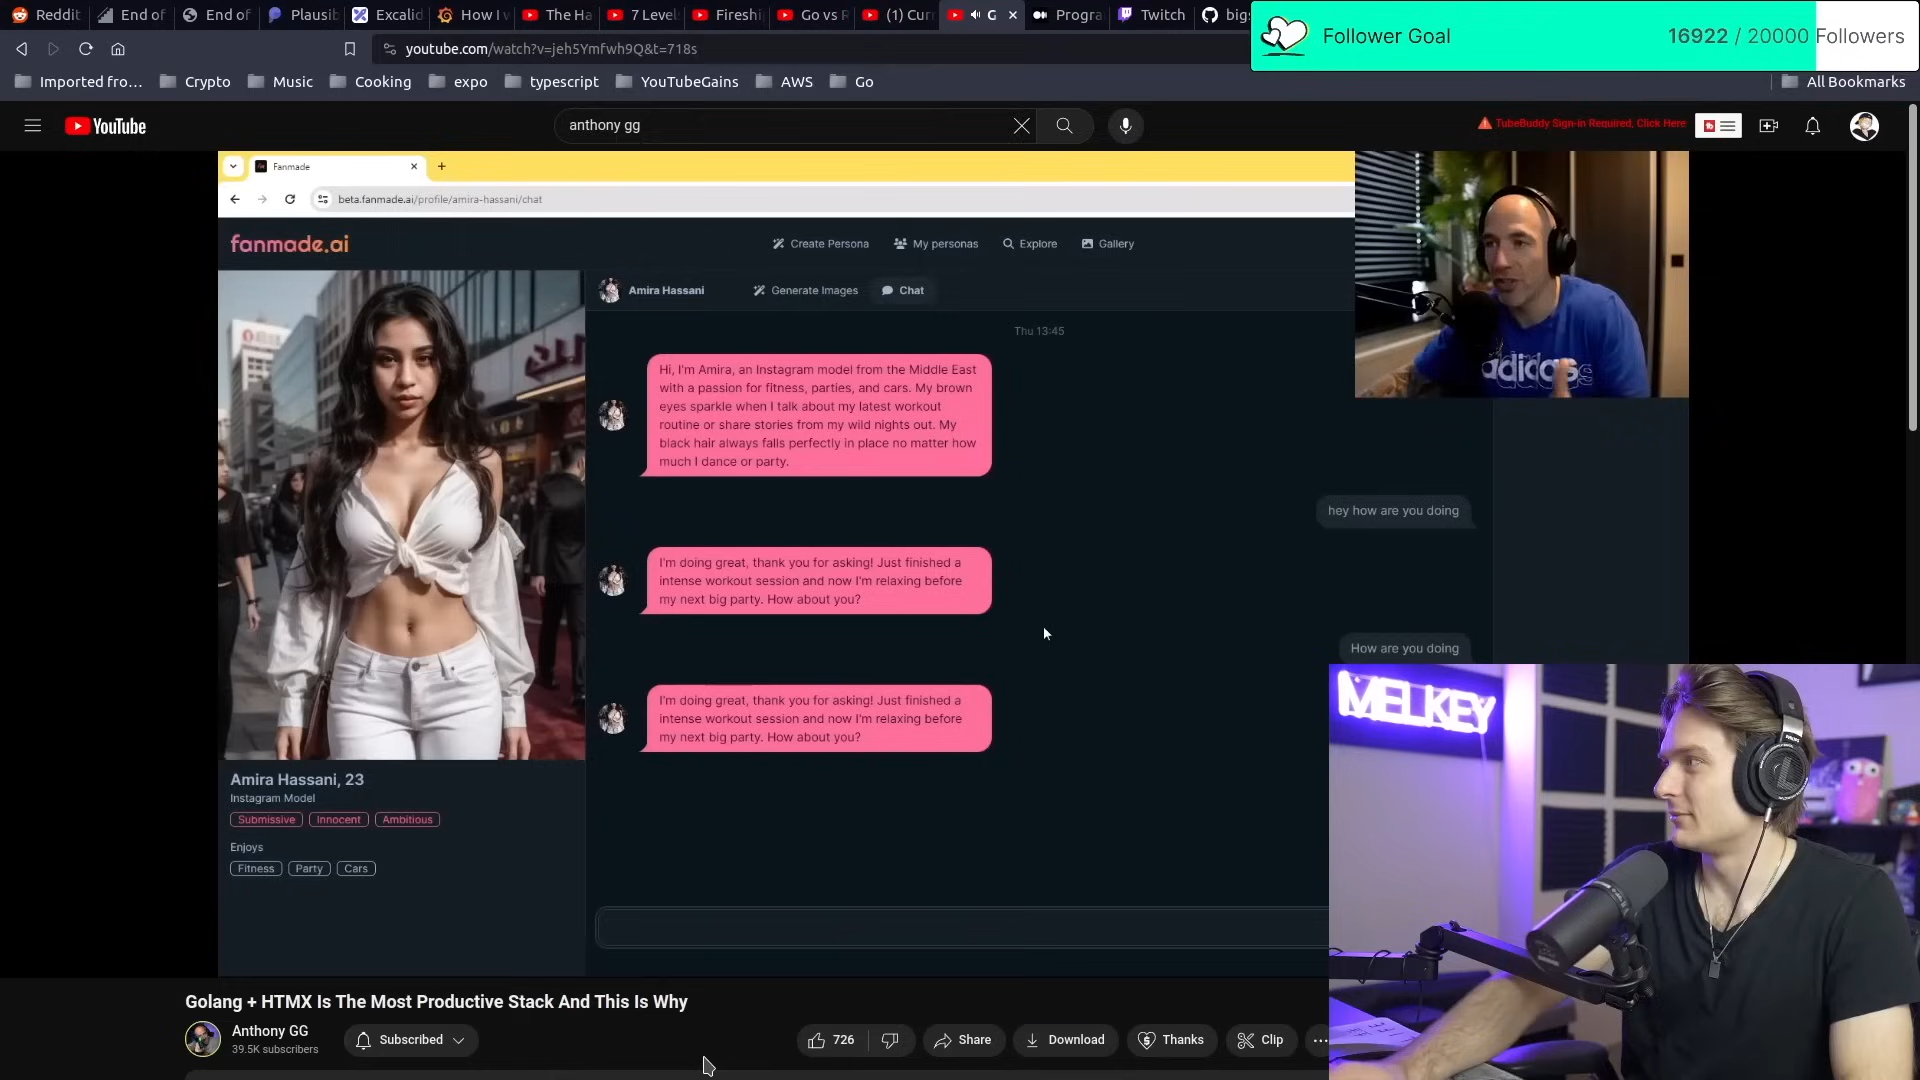 Reddit
End of
End of
Plausib
Excalid
How I v
The Ha
7 Level
Fireship
Go vs R
(1) Curr
G
Progra
Twitch
bigs
Follower Goal
16922 / 20000 Followers
youtube.com/watch?v=jeh5Ymfwh9Q&t=718s
Imported fro...
Crypto
Music
Cooking
expo
typescript
YouTubeGains
AWS
Go
All Bookmarks
YouTube
anthony gg
TubeBuddy Sign-in Required, Click Here
Fanmade
beta.fanmade.ai/profile/amira-hassani/chat
fanmade.ai
Create Persona
My personas
Explore
Gallery
Amira Hassani
Generate Images
Chat
Thu 13:45
Hi, I'm Amira, an Instagram model from the Middle East
with a passion for fitness, parties, and cars. My brown
eyes sparkle when I talk about my latest workout
routine or share stories from my wild nights out. My
black hair always falls perfectly in place no matter how
much I dance or party.
hey how are you doing
I'm doing great, thank you for asking! Just finished a
intense workout session and now I'm relaxing before
my next big party. How about you?
How are you doing
I'm doing great, thank you for asking! Just finished a
intense workout session and now I'm relaxing before
my next big party. How about you?
Amira Hassani, 23
Instagram Model
Submissive
Innocent
Ambitious
Enjoys
Fitness
Party
Cars
adidas
MELKEY
Golang + HTMX Is The Most Productive Stack And This Is Why
Anthony GG
39.5K subscribers
Subscribed
726
Share
Download
Thanks
Clip